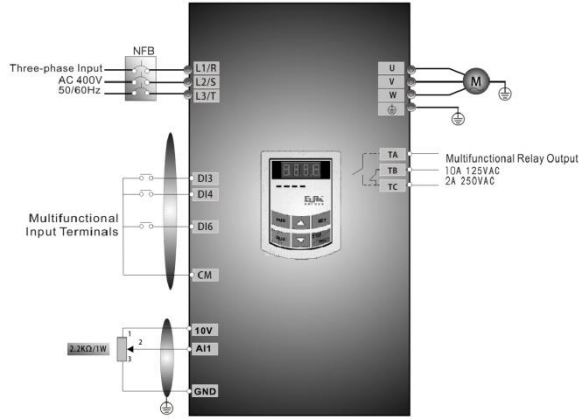 NFB
Three-phase Input
AC 400V
50/60Hz
L1/R
L2/S
L3/T
U
V
W
M
TA
TB
TC
Multifunctional Relay Output
10A 125VAC
2A 250VAC
DI3
DI4
DI6
CM
Multifunctional
Input Terminals
10V
AI1
GND
1
2
3
2.2KΩ/1W